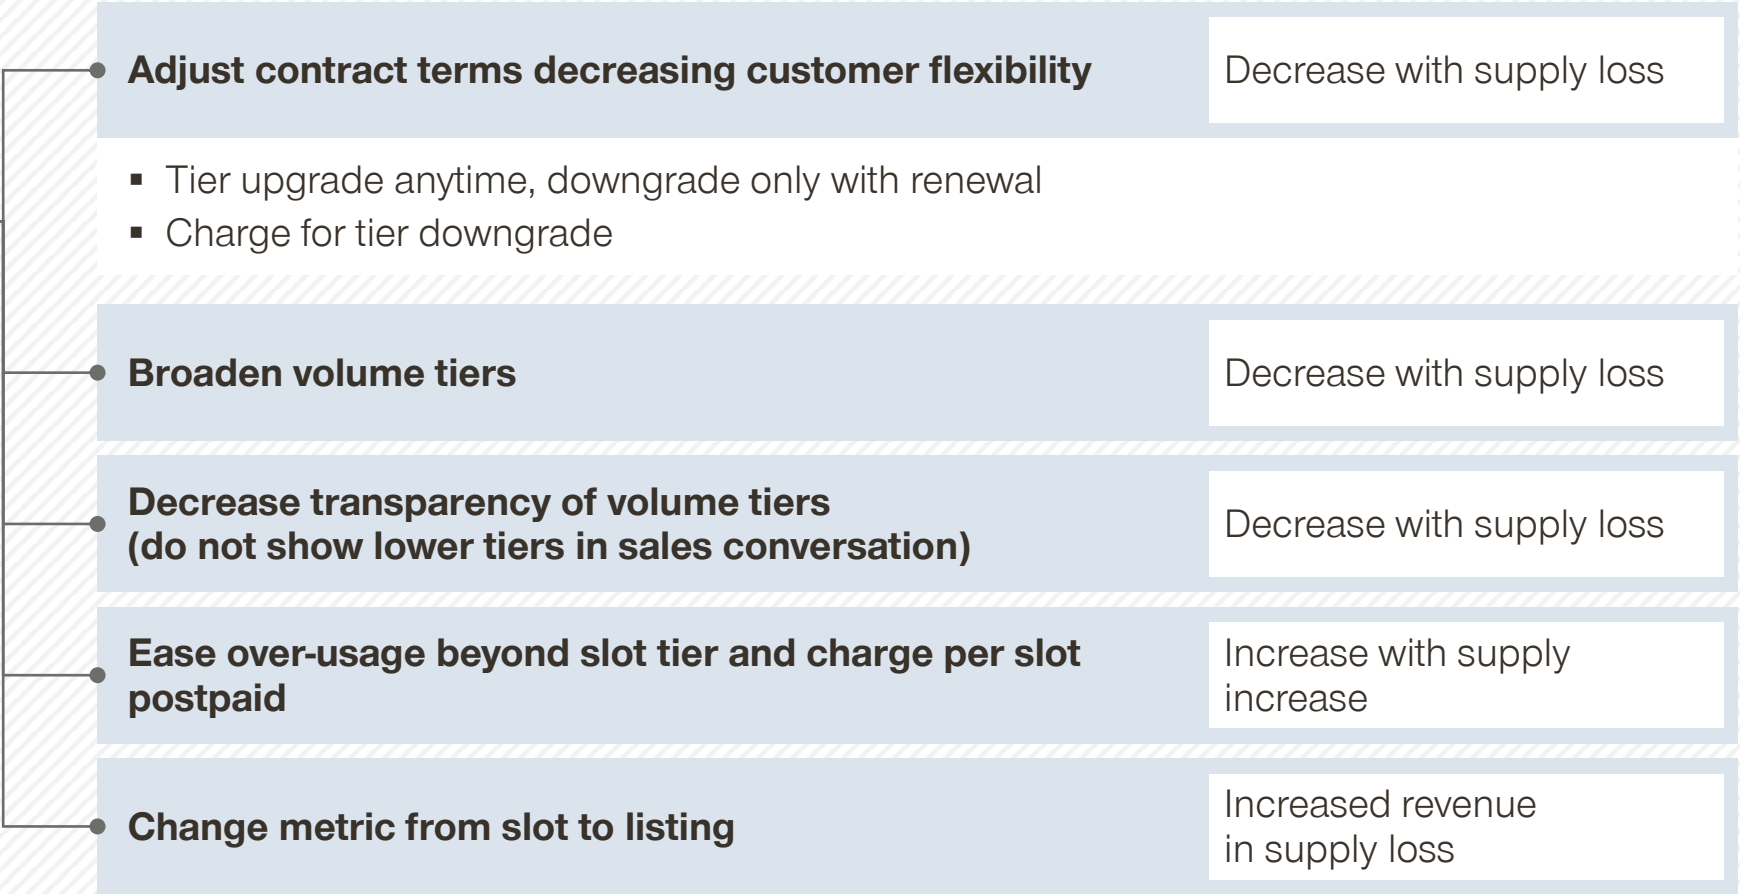 Adjust contract terms decreasing customer flexibility
Decrease with supply loss
▪ Tier upgrade anytime, downgrade only with renewal
▪ Charge for tier downgrade
Broaden volume tiers
Decrease with supply loss
Decrease transparency of volume tiers
(do not show lower tiers in sales conversation)
Decrease with supply loss
Ease over-usage beyond slot tier and charge per slot
postpaid
Increase with supply
increase
Change metric from slot to listing
Increased revenue
in supply loss